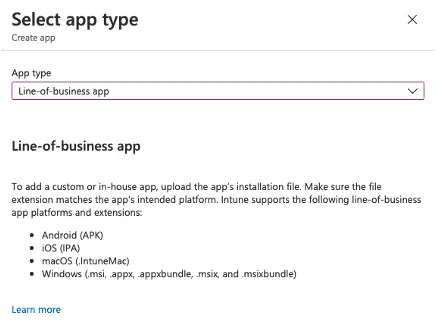 Select app type
Create app
App type
Line-of-business app
Line-of-business app
To add a custom or in-house app, upload the app's installation file. Make sure the file
extension matches the app's intended platform. Intune supports the following line-of-business
app platforms and extensions:
• Android (APK)
• iOS (IPA)
• macOS (.IntuneMac)
• Windows (.msi, .appx, .appxbundle, .msix, and .msixbundle)
Learn more